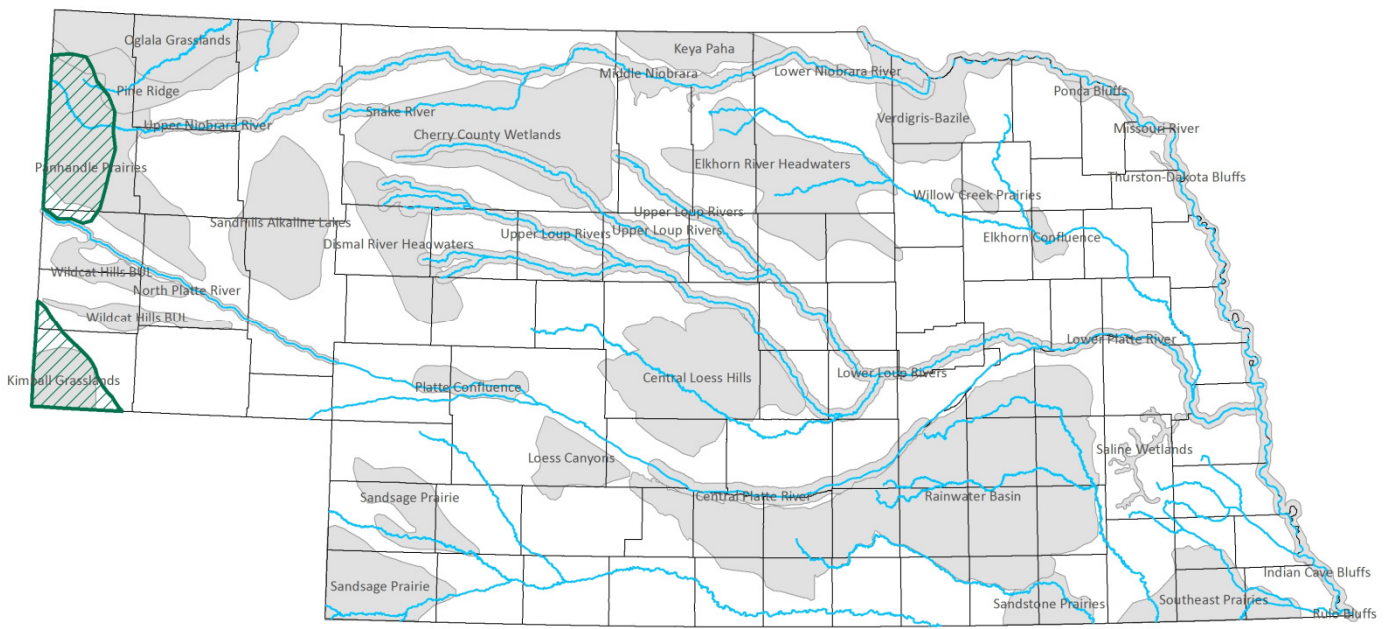 Oglala Grasslands
Keya Paha
Middle Niobrara
Lower Niobrara River
Pine Ridge
Ponca Bluffs
Snake River
Verdigris-Bazile
Upper Niobrara River
Cherry County Wetlands
Missouri River
Panhandle Prairies
Elkhorn River Headwaters
Thurston-Dakota Bluffs
Willow Creek Prairies
Upper Loup Rivers
Sandhills Alkaline Lakes
Upper Loup Rivers
Upper Loup Rivers
Dismal River Headwaters
Elkhorn Confluence
Wildcat Hills BUL
North Platte River
Wildcat Hills BUL
Lower Platte River
Kimball Grasslands
Platte Confluence
Central Loess Hills
Lower Loup Rivers
Saline Wetlands
Loess Canyons
Sandsage Prairie
Central Platte River
Rainwater Basin
Indian Cave Bluffs
Sandsage Prairie
Sandstone Prairies
Southeast Prairies
Rulo Bluffs